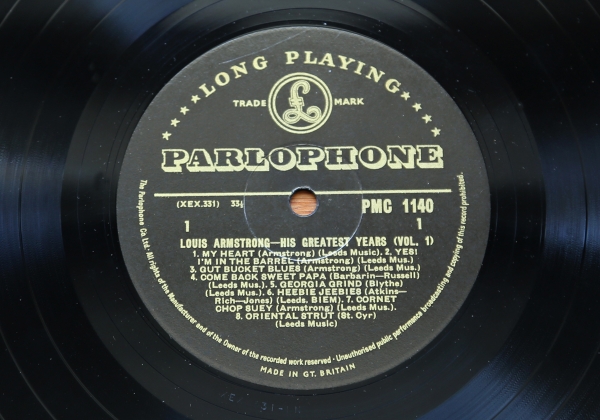 LONG PLAYING
TRADE £ MARK
PARLOPHONE
(XEX.331) 33⅓ PMC 1140
1 1
LOUIS ARMSTRONG—HIS GREATEST YEARS (VOL. 1)
1. MY HEART (Armstrong) (Leeds Music). 2. YES!
I'M IN THE BARREL (Armstrong) (Leeds Mus.)
3. GUT BUCKET BLUES (Armstrong) (Leeds Mus.)
4. COME BACK SWEET PAPA (Barbarin—Russell)
(Leeds Mus.). 5. GEORGIA GRIND (Blythe)
(Leeds Mus.). 6. HEEBIE JEEBIES (Atkins—
Rich—Jones) (Leeds. BIEM). 7. CORNET
CHOP SUEY (Armstrong) (Leeds Mus.).
8. ORIENTAL STRUT (St. Cyr)
(Leeds Music)
The Parlophone Co. Ltd. All rights of the Manufacturer and of the Owner of the recorded work reserved · Unauthorised public performance broadcasting and copying of this record prohibited.
MADE IN GT. BRITAIN